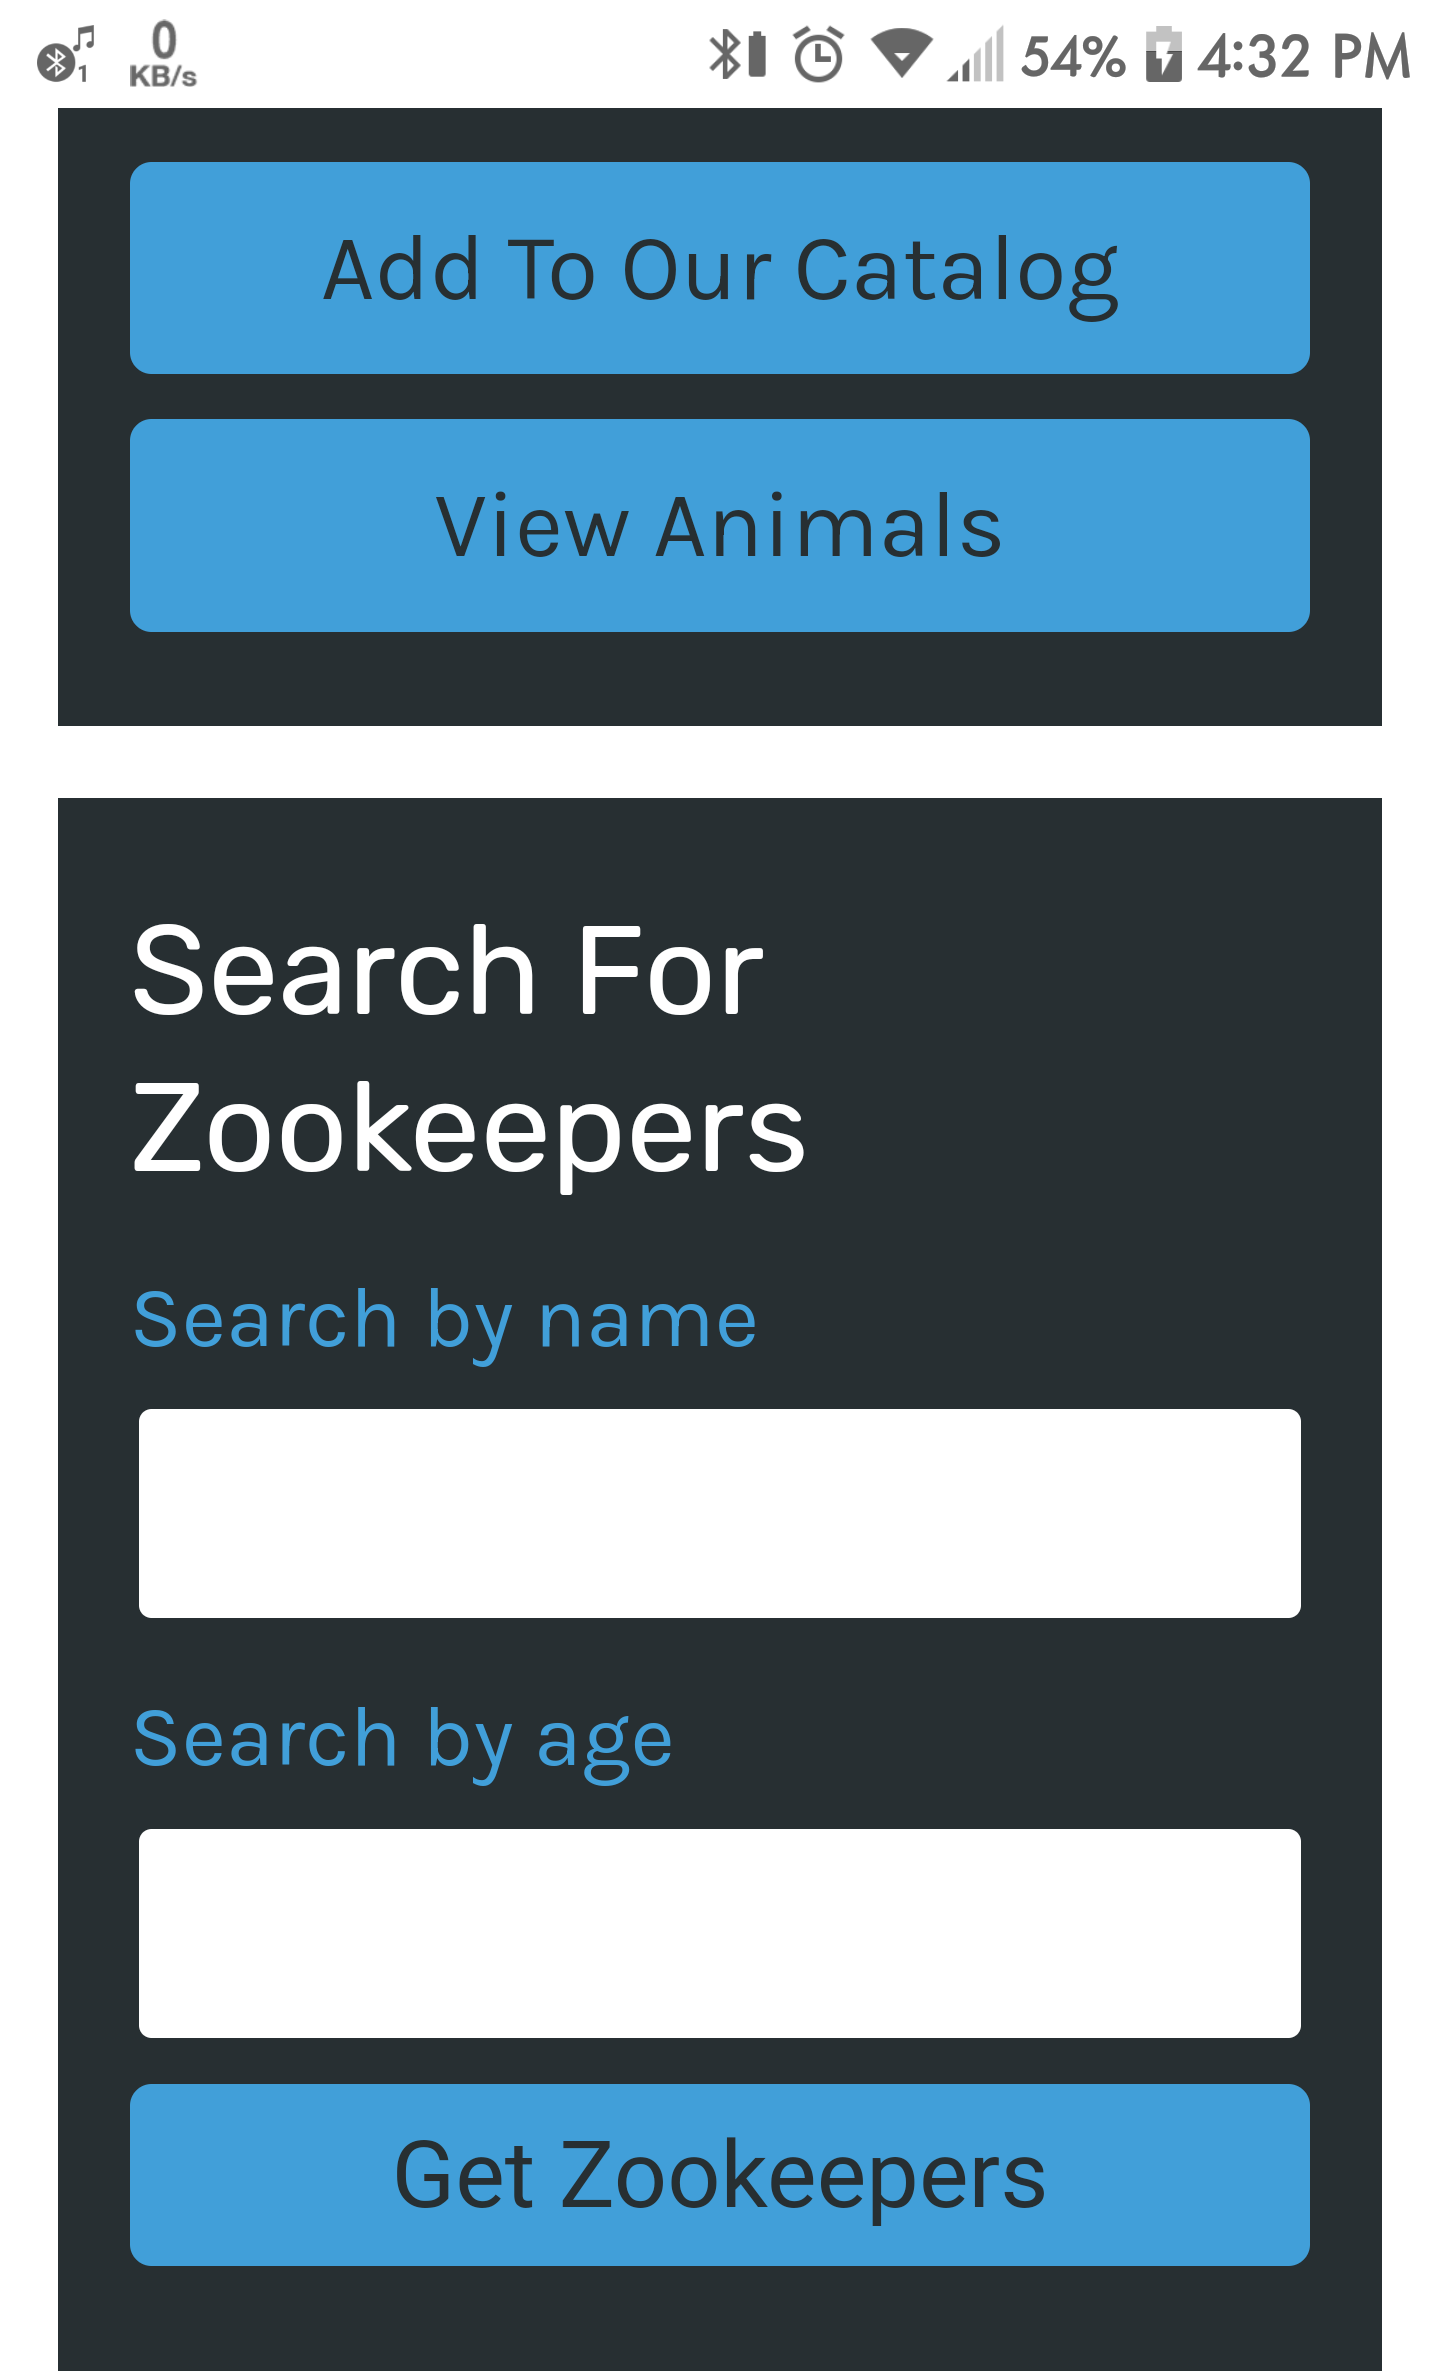 1 0 KB/s 54% 4:32 PM
Add To Our Catalog
View Animals
Search For
Zookeepers
Search by name
Search by age
Get Zookeepers